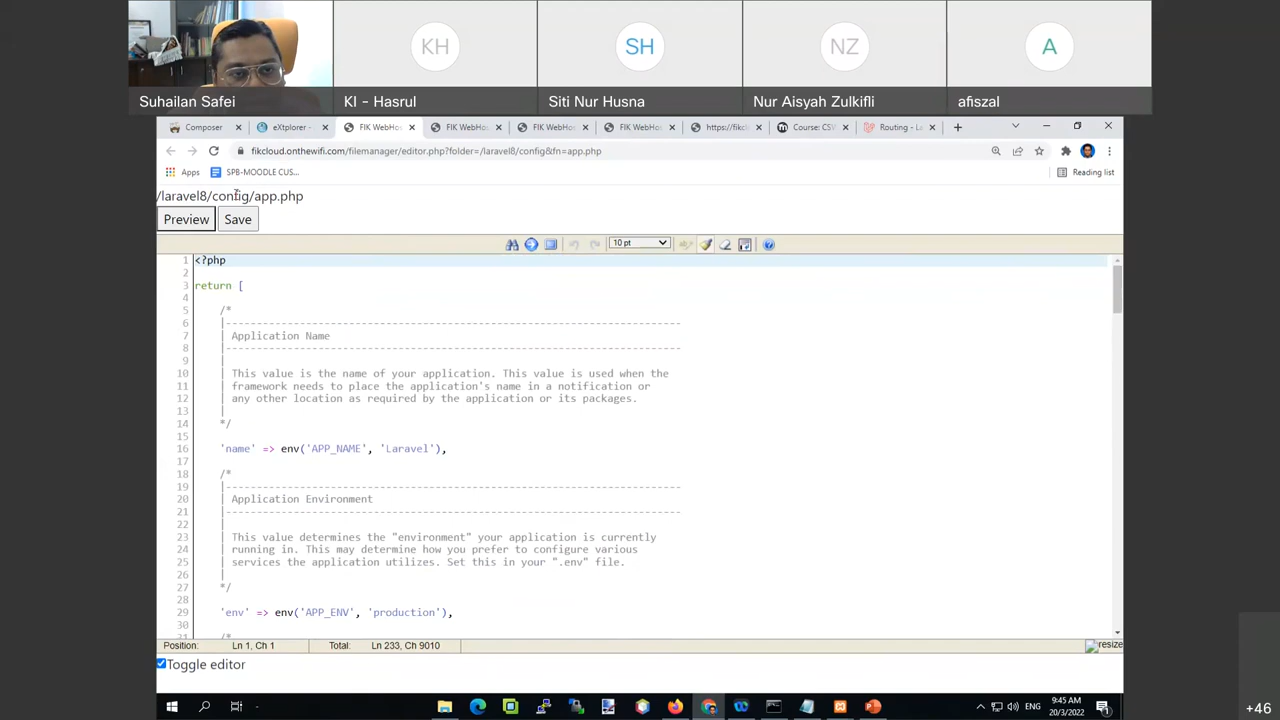 KH
SH
NZ
A
Suhailan Safei
KI - Hasrul
Siti Nur Husna
Nur Aisyah Zulkifli
afiszal
Composer
eXtplorer -
FIK WebHo
FIK WebHos
FIK WebHos
FIK WebHos
https://fikcl
Course: CSV
Routing - La
fikcloud.onthewifi.com/filemanager/editor.php?folder=/laravel8/config&fn=app.php
Apps
SPB-MOODLE CUS...
Reading list
/laravel8/config/app.php
Preview
Save
10 pt
1 <?php
2
3 return [
4
5 /*
6 |--------------------------------------------------------------------------
7 | Application Name
8 |--------------------------------------------------------------------------
9 |
10 | This value is the name of your application. This value is used when the
11 | framework needs to place the application's name in a notification or
12 | any other location as required by the application or its packages.
13 |
14 */
15
16 'name' => env('APP_NAME', 'Laravel'),
17
18 /*
19 |--------------------------------------------------------------------------
20 | Application Environment
21 |--------------------------------------------------------------------------
22 |
23 | This value determines the "environment" your application is currently
24 | running in. This may determine how you prefer to configure various
25 | services the application utilizes. Set this in your ".env" file.
26 |
27 */
28
29 'env' => env('APP_ENV', 'production'),
30
31 /*
Position: Ln 1, Ch 1 Total: Ln 233, Ch 9010
resize
Toggle editor
9:45 AM
20/3/2022
+46